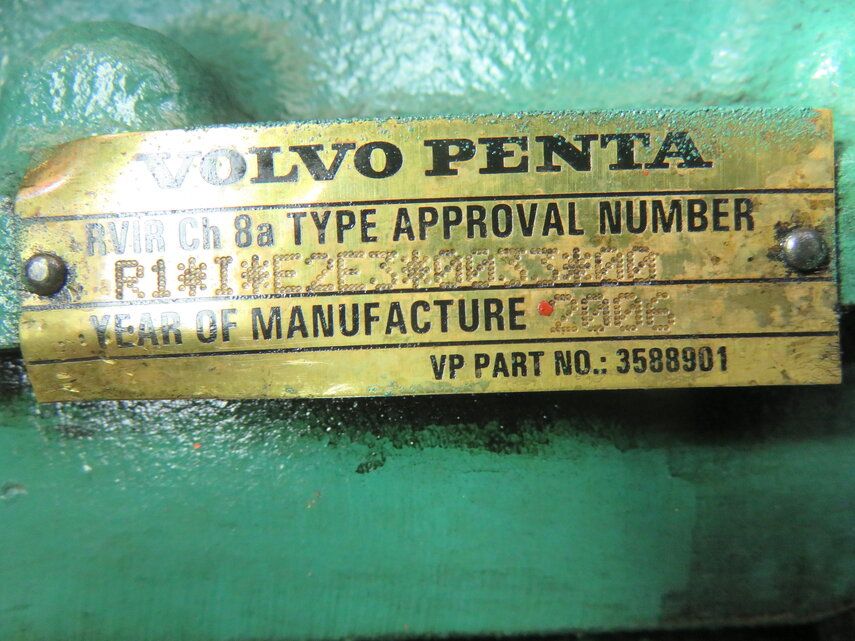 VOLVO PENTA
RVIR Ch 8a TYPE APPROVAL NUMBER
R1*I*E2E3*0033*00
YEAR OF MANUFACTURE 2006
VP PART NO.: 3588901